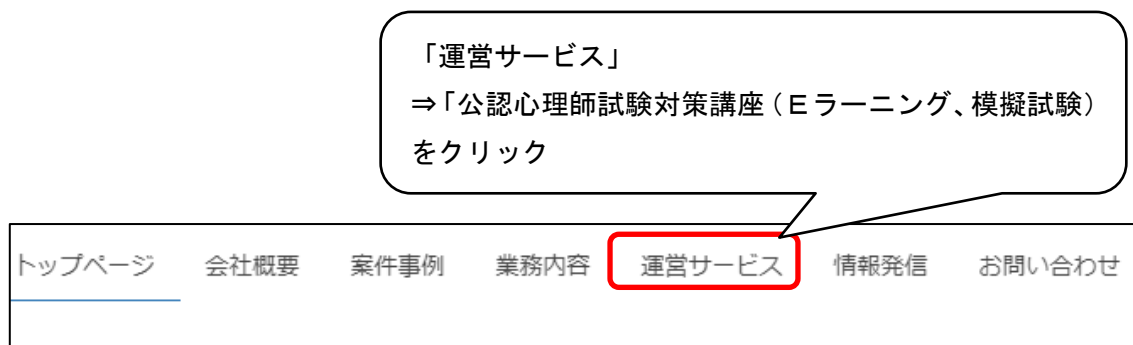 「運営サービス」
⇒「公認心理師試験対策講座（Ｅラーニング、模擬試験）
をクリック
トップページ 会社概要 案件事例 業務内容 運営サービス 情報発信 お問い合わせ